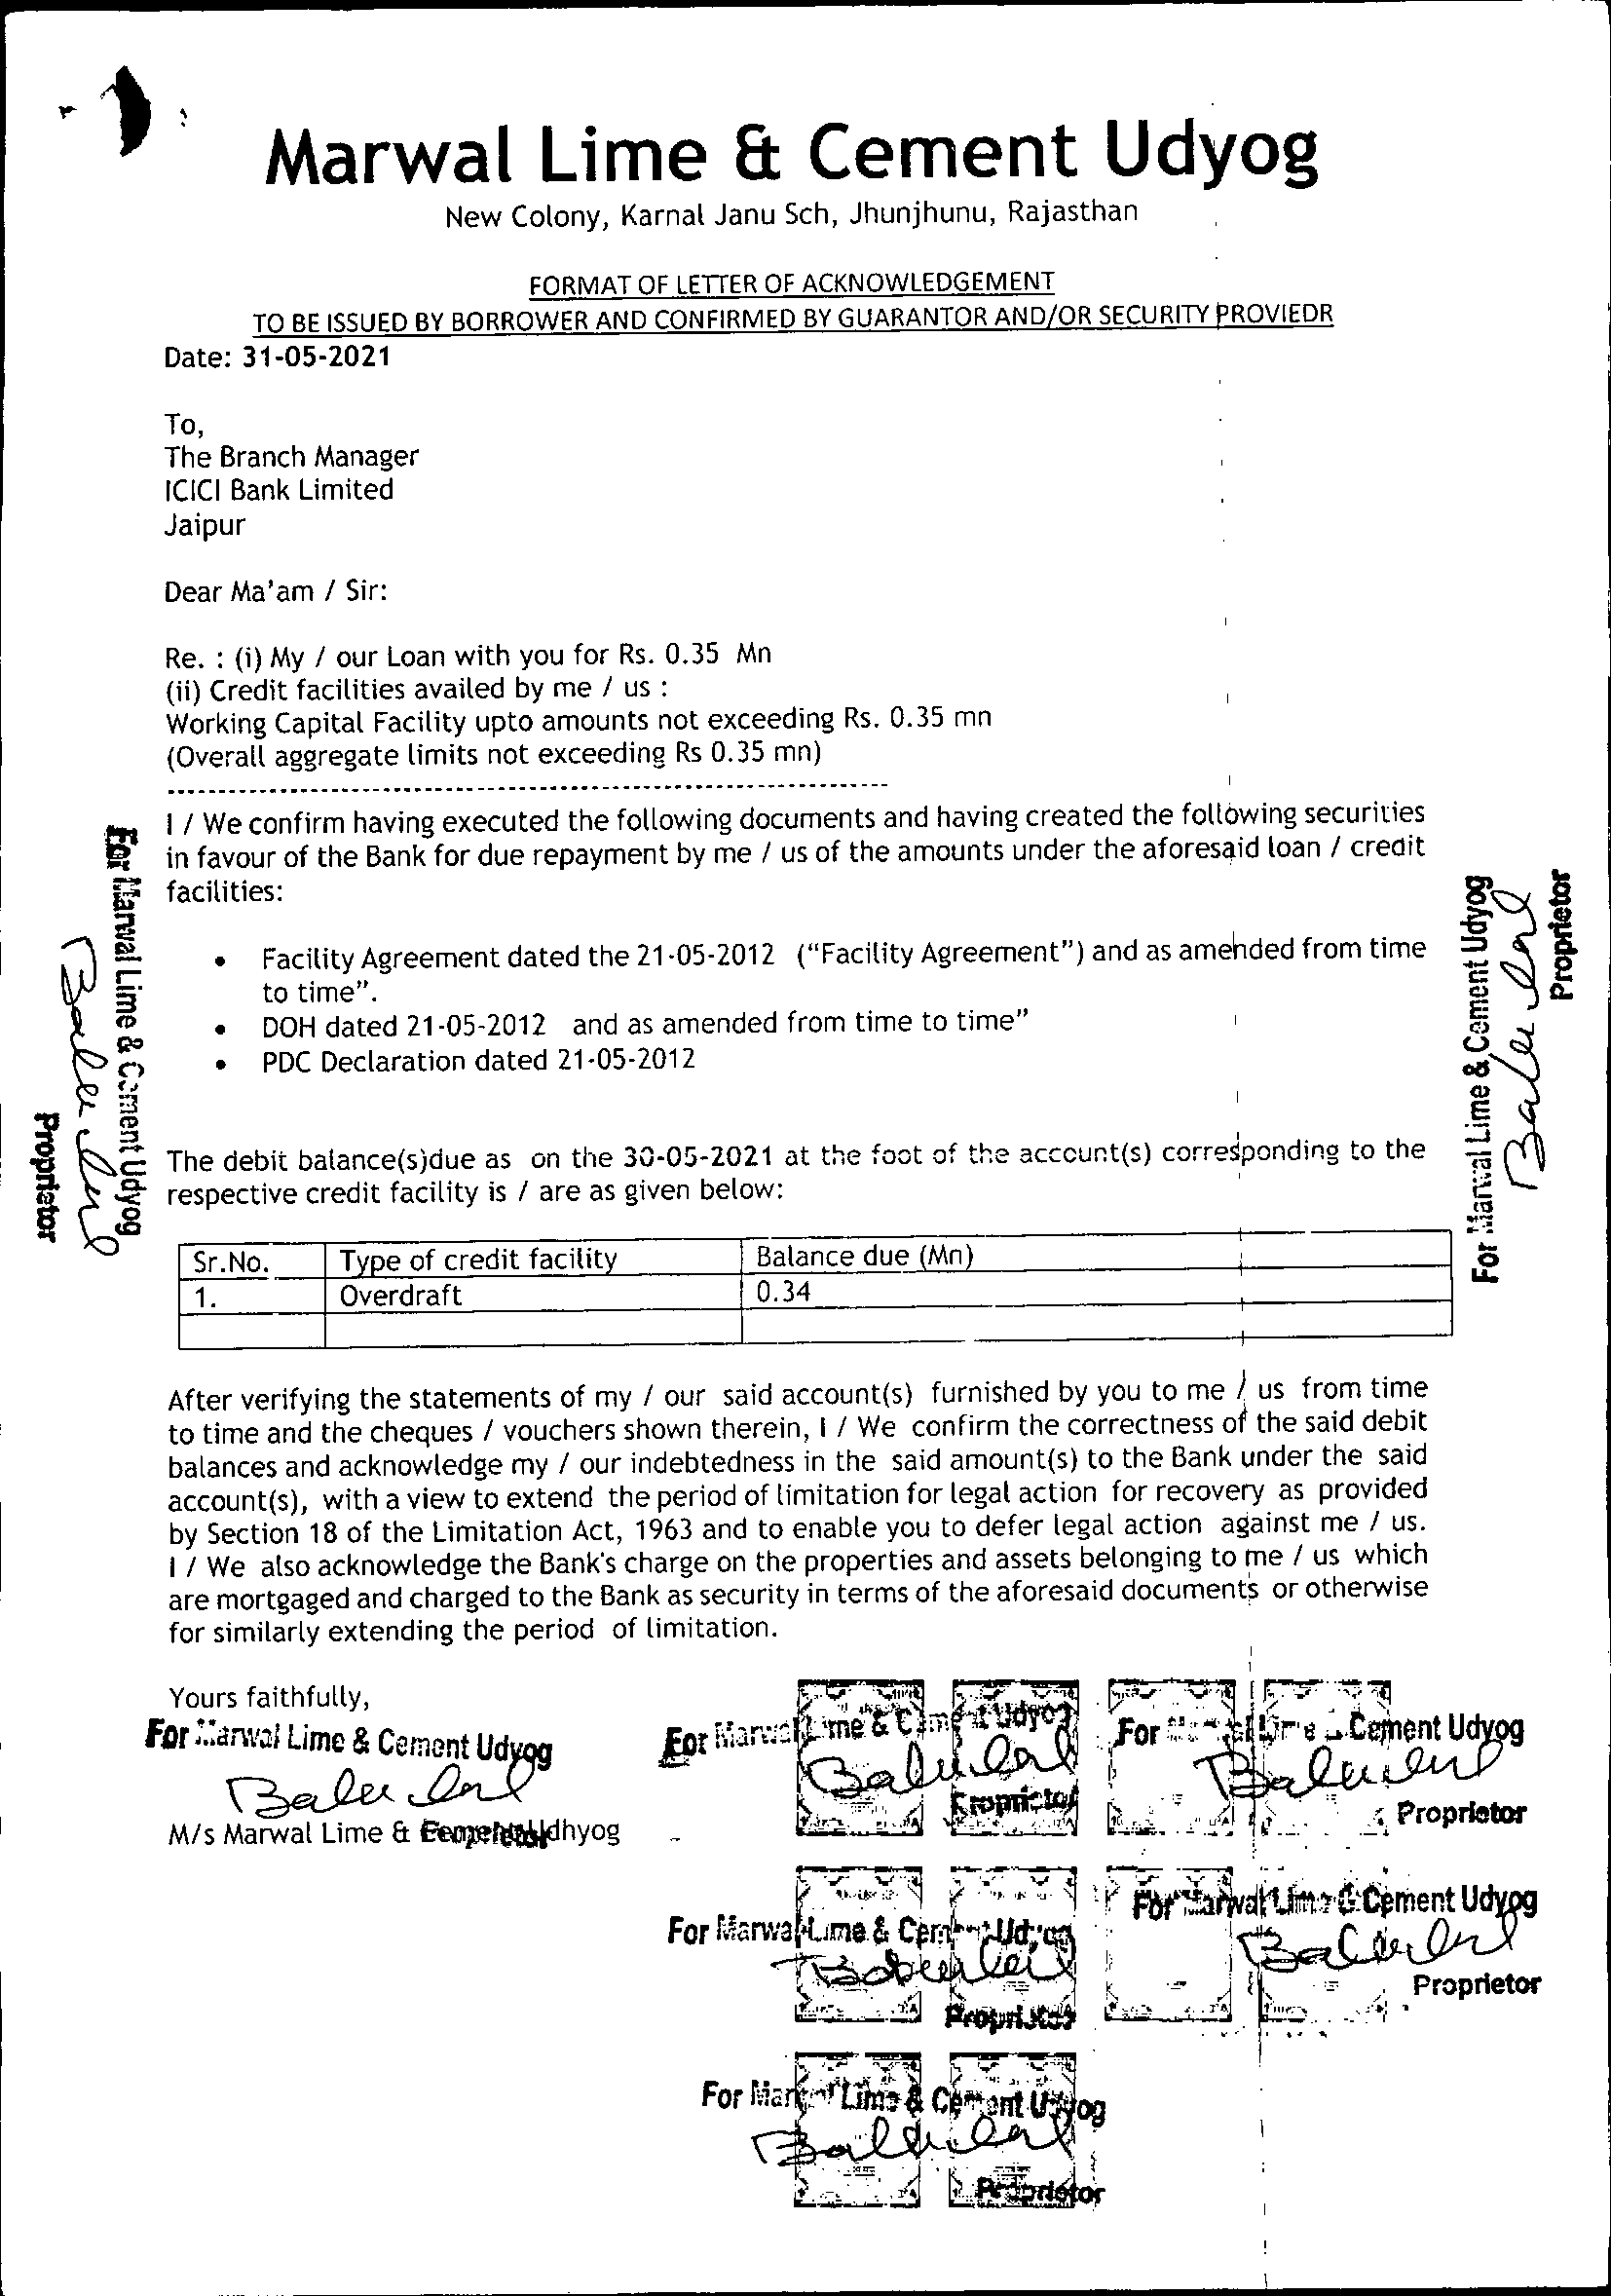 Marwal Lime & Cement Udyog
New Colony, Karnal Janu Sch, Jhunjhunu, Rajasthan
FORMAT OF LETTER OF ACKNOWLEDGEMENT
TO BE ISSUED BY BORROWER AND CONFIRMED BY GUARANTOR AND/OR SECURITY PROVIEDR
Date: 31-05-2021
To,
The Branch Manager
ICICI Bank Limited
Jaipur
Dear Ma'am / Sir:
Re. : (i) My / our Loan with you for Rs. 0.35 Mn
(ii) Credit facilities availed by me / us :
Working Capital Facility upto amounts not exceeding Rs. 0.35 mn
(Overall aggregate limits not exceeding Rs 0.35 mn)
I / We confirm having executed the following documents and having created the following securities
in favour of the Bank for due repayment by me / us of the amounts under the aforesaid loan / credit
facilities:
• Facility Agreement dated the 21-05-2012 ("Facility Agreement") and as amended from time
to time".
• DOH dated 21-05-2012 and as amended from time to time"
• PDC Declaration dated 21-05-2012
For Marwal Lime & Cement Udyog
Proprietor
For Marwal Lime & Cement Udyog
Proprietor
The debit balance(s)due as on the 30-05-2021 at the foot of the account(s) corresponding to the
respective credit facility is / are as given below:
Sr.No. Type of credit facility Balance due (Mn)
1. Overdraft 0.34
After verifying the statements of my / our said account(s) furnished by you to me / us from time
to time and the cheques / vouchers shown therein, I / We confirm the correctness of the said debit
balances and acknowledge my / our indebtedness in the said amount(s) to the Bank under the said
account(s), with a view to extend the period of limitation for legal action for recovery as provided
by Section 18 of the Limitation Act, 1963 and to enable you to defer legal action against me / us.
I / We also acknowledge the Bank's charge on the properties and assets belonging to me / us which
are mortgaged and charged to the Bank as security in terms of the aforesaid documents or otherwise
for similarly extending the period of limitation.
Yours faithfully,
For Marwal Lime & Cement Udyog
M/s Marwal Lime & Udhyog
For Marwal Lime & Cement Udyog
Proprietor
For Lime & Cement Udyog
Proprietor
For Marwal Lime & Cement Udyog
Proprietor
For Marwal Lime & Cement Udyog
Proprietor
For Marwal Lime & Cement Udyog
Proprietor